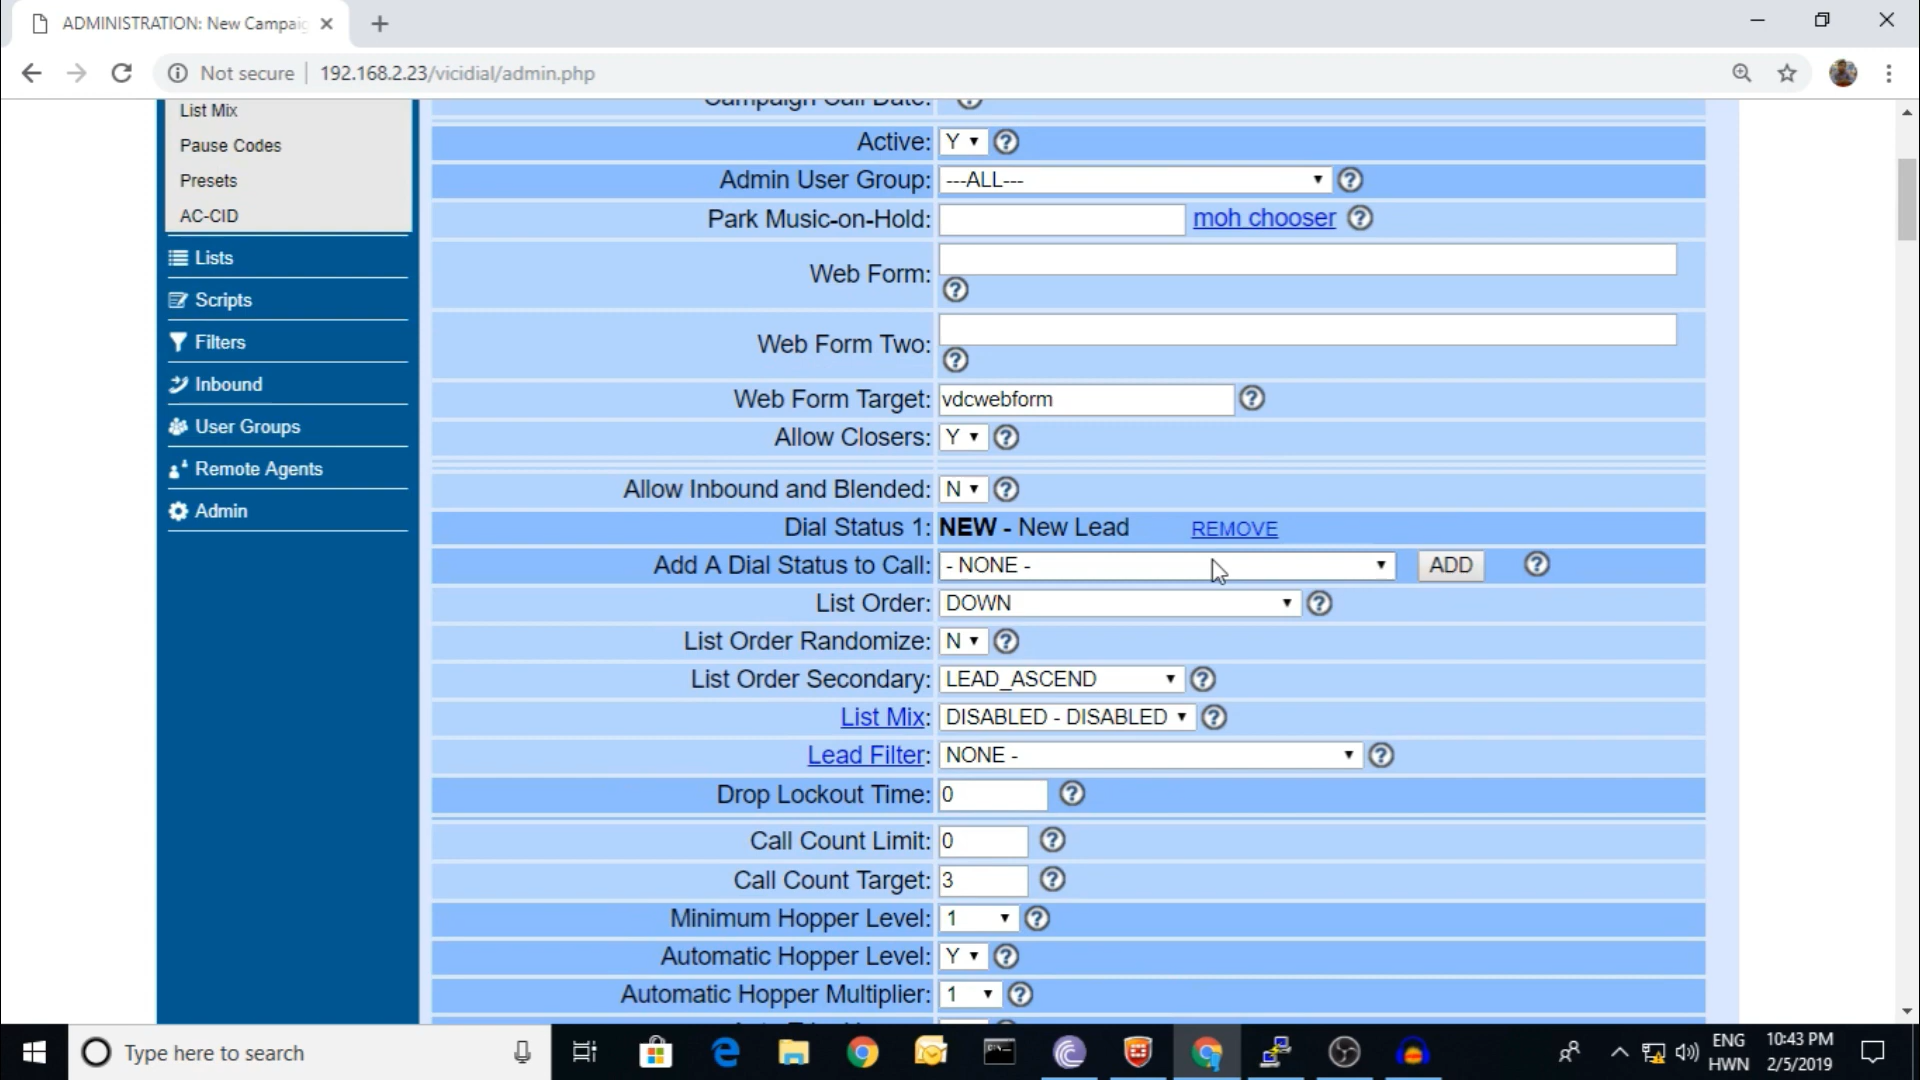 ADMINISTRATION: New Campaig
Not secure
192.168.2.23/vicidial/admin.php
List Mix
Pause Codes
Presets
AC-CID
Lists
Scripts
Filters
Inbound
User Groups
Remote Agents
Admin
Campaign Call Date:
Active: Y
Admin User Group: ---ALL---
Park Music-on-Hold: moh chooser
Web Form:
Web Form Two:
Web Form Target: vdcwebform
Allow Closers: Y
Allow Inbound and Blended: N
Dial Status 1: NEW - New Lead REMOVE
Add A Dial Status to Call: - NONE - ADD
List Order: DOWN
List Order Randomize: N
List Order Secondary: LEAD_ASCEND
List Mix: DISABLED - DISABLED
Lead Filter: NONE -
Drop Lockout Time: 0
Call Count Limit: 0
Call Count Target: 3
Minimum Hopper Level: 1
Automatic Hopper Level: Y
Automatic Hopper Multiplier: 1
Type here to search
ENG
HWN
10:43 PM
2/5/2019